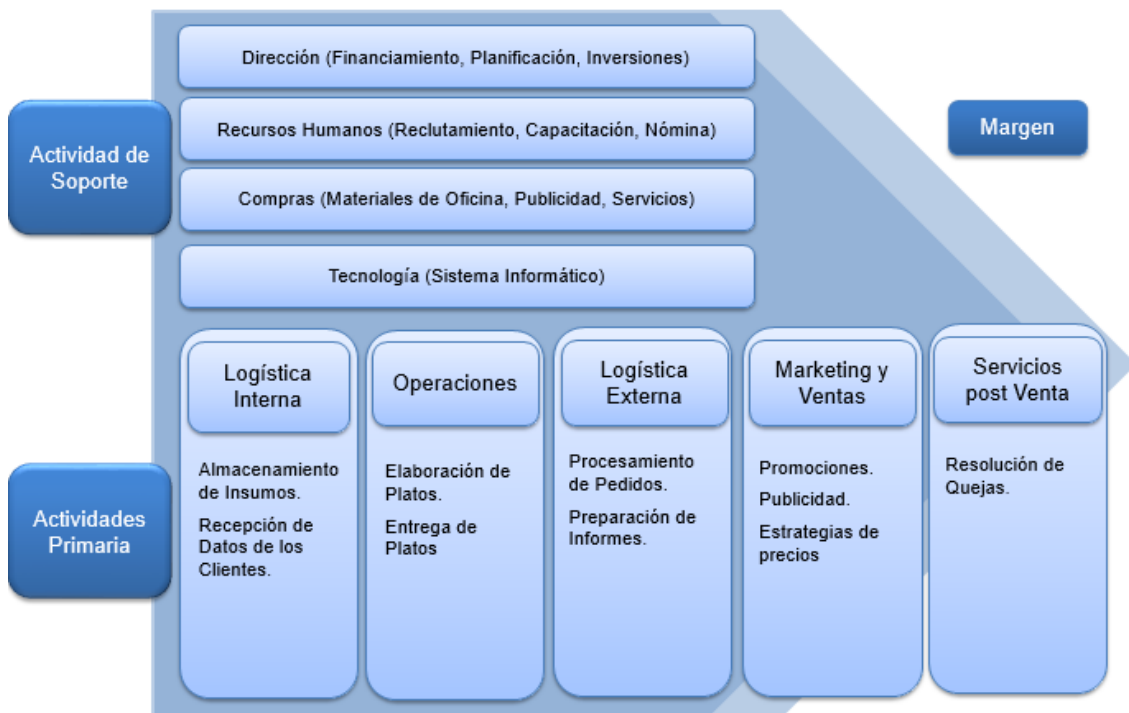 Dirección (Financiamiento, Planificación, Inversiones)
Recursos Humanos (Reclutamiento, Capacitación, Nómina)
Compras (Materiales de Oficina, Publicidad, Servicios)
Tecnología (Sistema Informático)
Actividad de
Soporte
Margen
Actividades
Primaria
Logística
Interna
Almacenamiento
de Insumos.
Recepción de
Datos de los
Clientes.
Operaciones
Elaboración de
Platos.
Entrega de
Platos
Logística
Externa
Procesamiento
de Pedidos.
Preparación de
Informes.
Marketing y
Ventas
Promociones.
Publicidad.
Estrategias de
precios
Servicios
post Venta
Resolución de
Quejas.